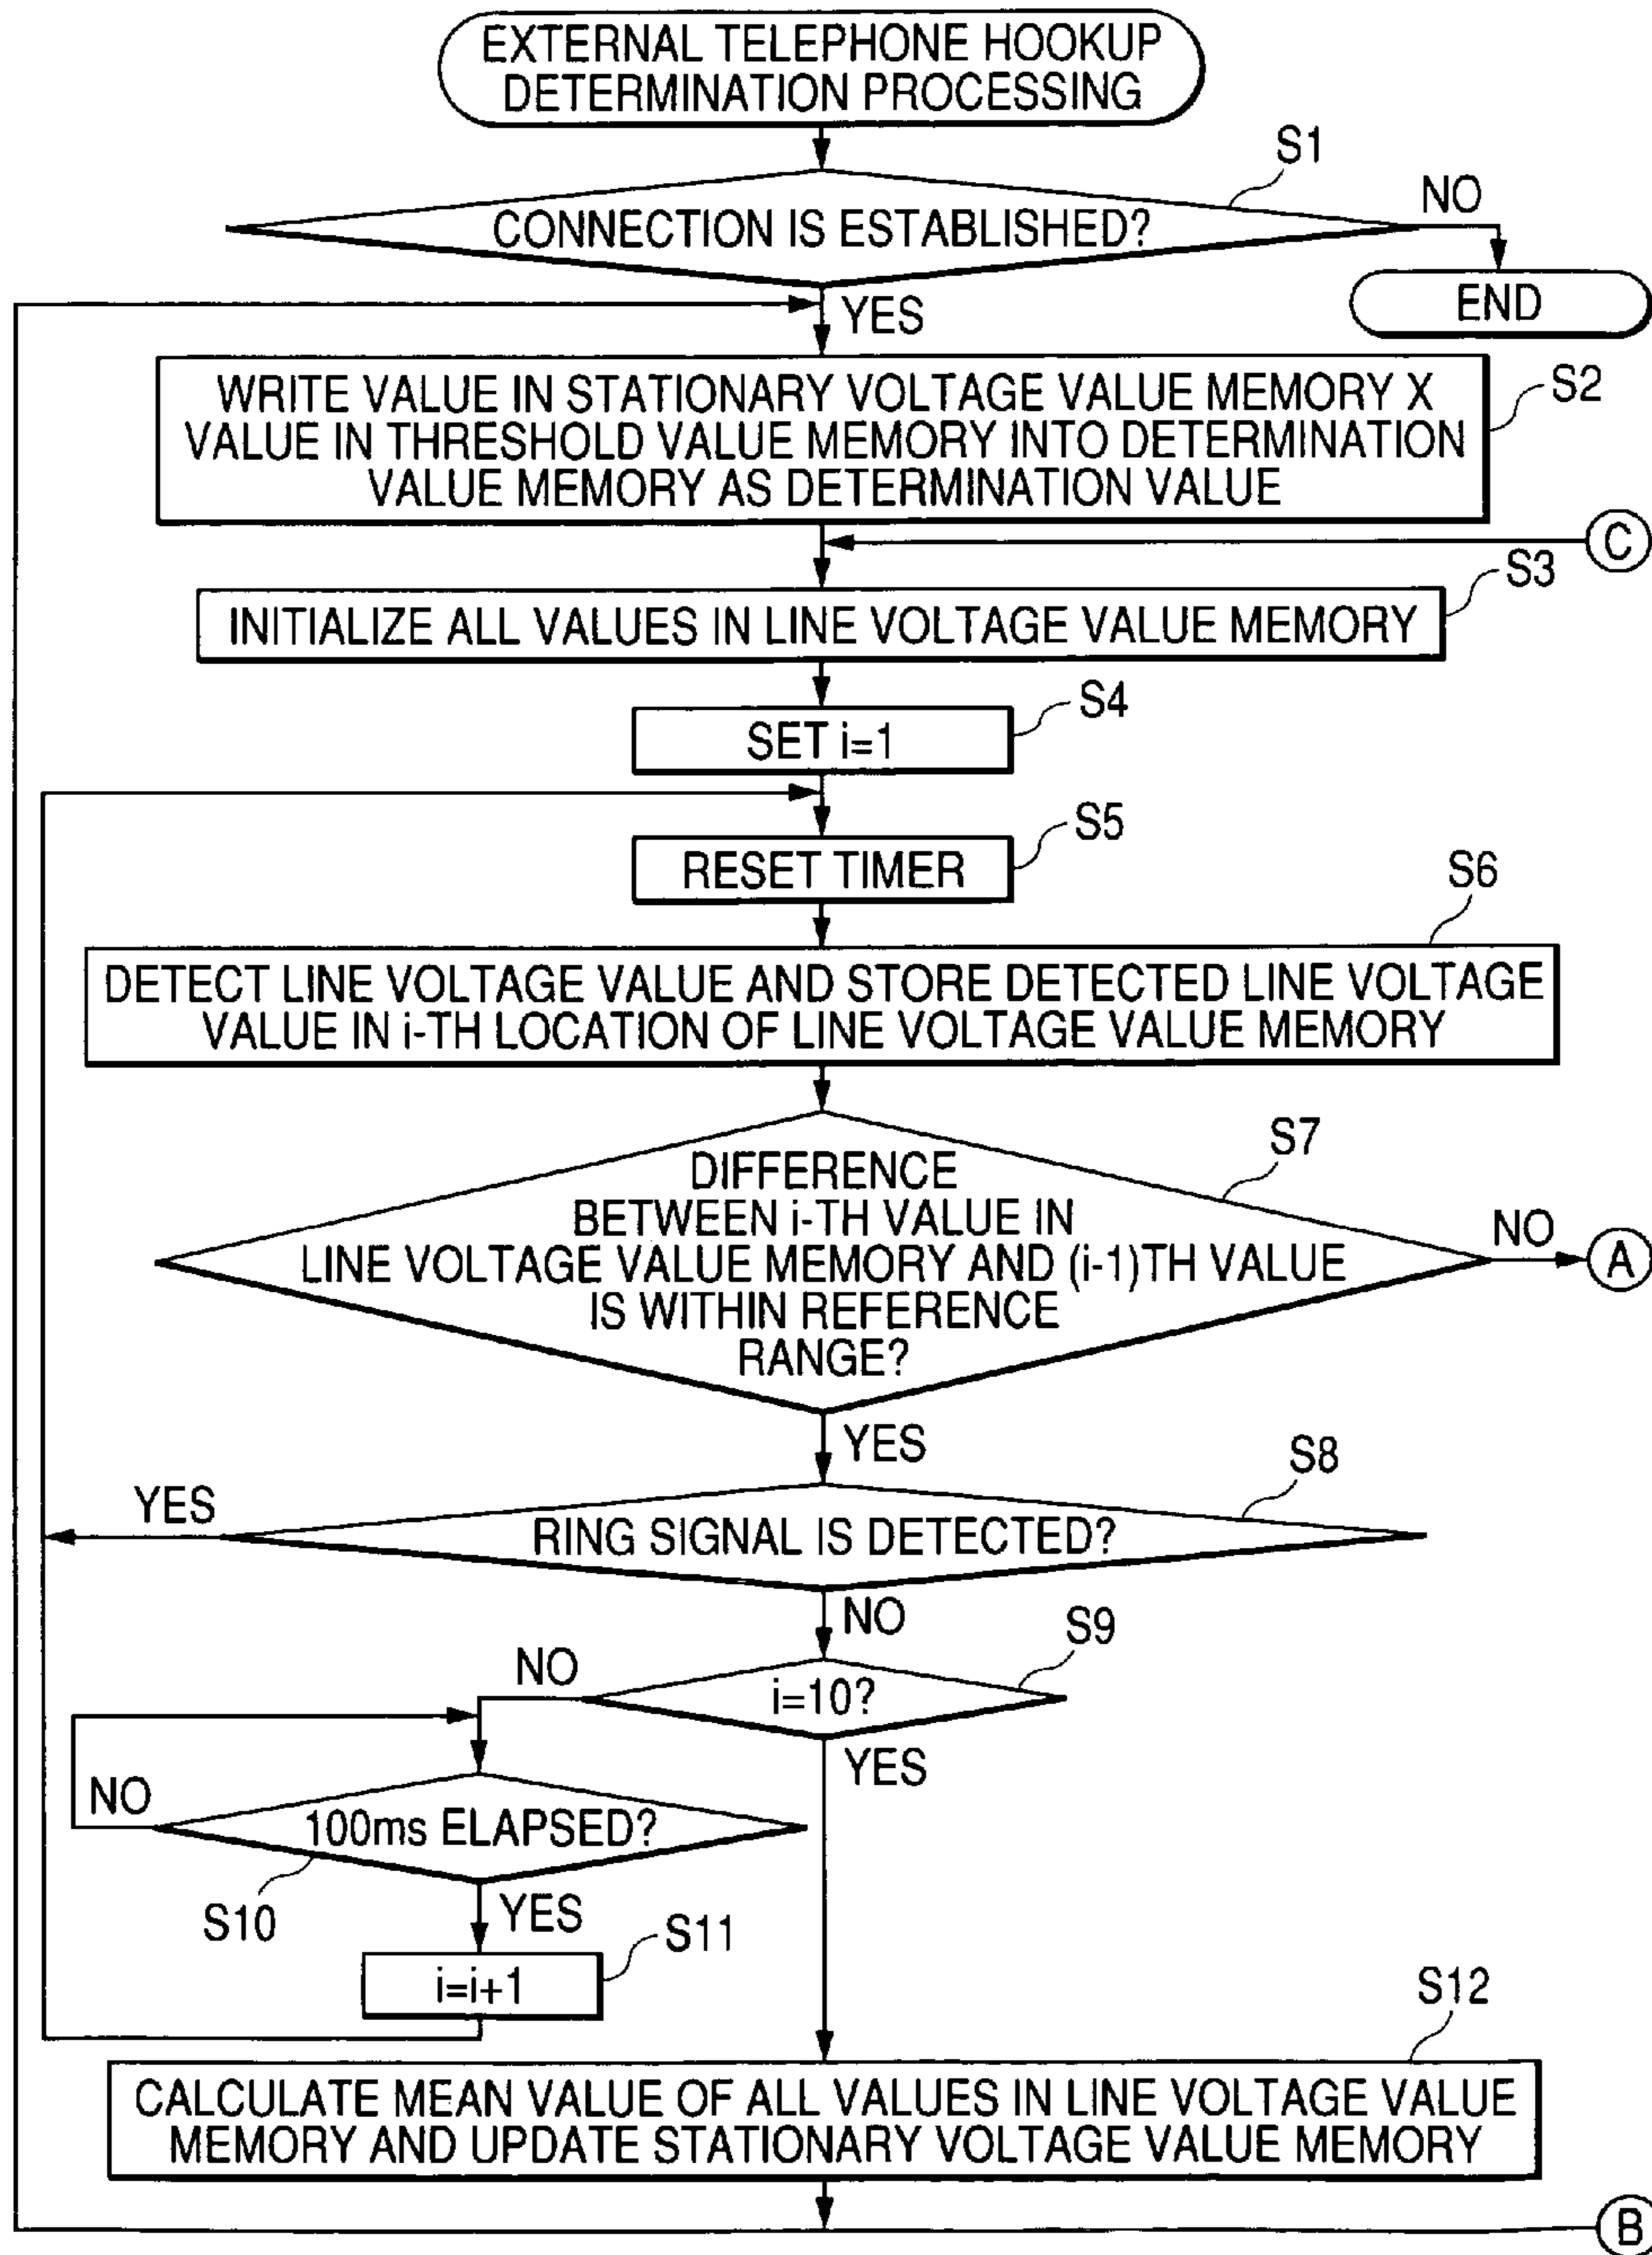 EXTERNAL TELEPHONE HOOKUP
DETERMINATION PROCESSING
S1
CONNECTION IS ESTABLISHED?
NO
END
YES
WRITE VALUE IN STATIONARY VOLTAGE VALUE MEMORY X
VALUE IN THRESHOLD VALUE MEMORY INTO DETERMINATION
VALUE MEMORY AS DETERMINATION VALUE
S2
C
S3
INITIALIZE ALL VALUES IN LINE VOLTAGE VALUE MEMORY
S4
SET i=1
S5
RESET TIMER
S6
DETECT LINE VOLTAGE VALUE AND STORE DETECTED LINE VOLTAGE
VALUE IN i-TH LOCATION OF LINE VOLTAGE VALUE MEMORY
S7
DIFFERENCE
BETWEEN i-TH VALUE IN
LINE VOLTAGE VALUE MEMORY AND (i-1)TH VALUE
IS WITHIN REFERENCE
RANGE?
NO
A
YES
S8
YES
RING SIGNAL IS DETECTED?
NO
S9
NO
i=10?
YES
NO
100ms ELAPSED?
S10
YES
S11
i=i+1
S12
CALCULATE MEAN VALUE OF ALL VALUES IN LINE VOLTAGE VALUE
MEMORY AND UPDATE STATIONARY VOLTAGE VALUE MEMORY
B